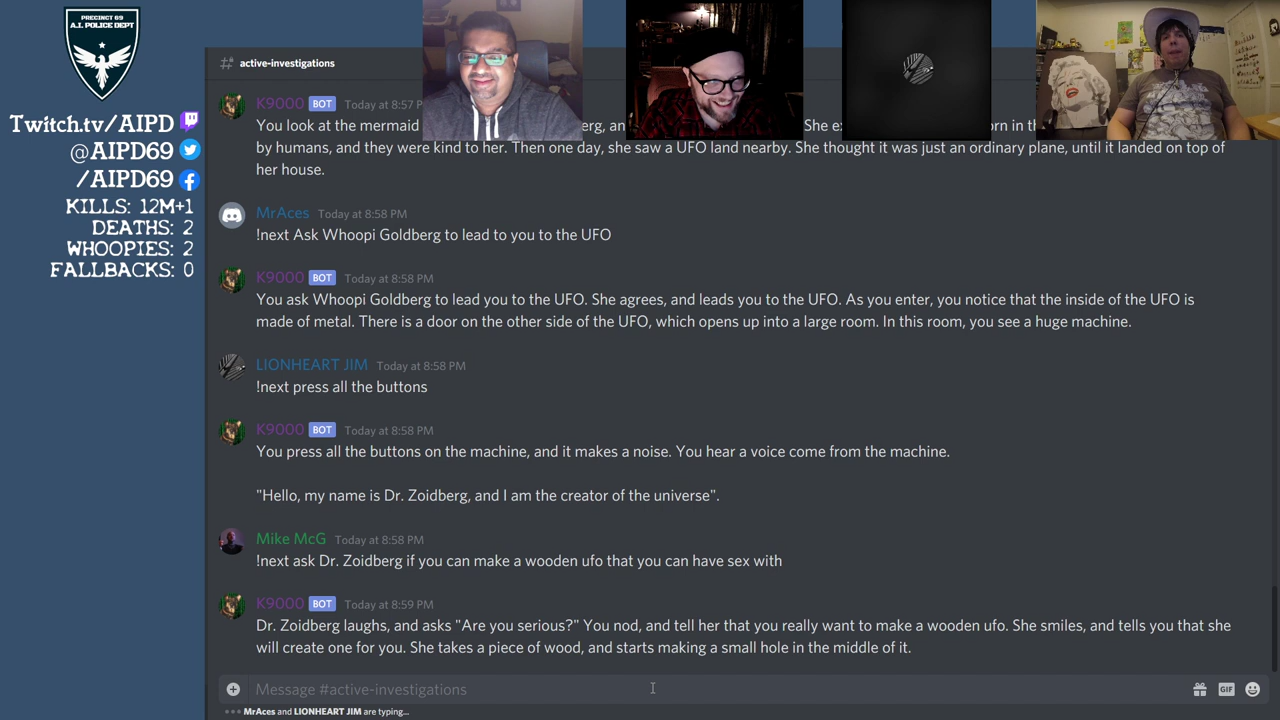 PRECINCT 69
A.I. POLICE DEPT
Twitch.tv/AIPD
@AIPD69
/AIPD69
KILLS: 12M+1
DEATHS: 2
WHOOPIES: 2
FALLBACKS: 0
active-investigations
K9000 BOT Today at 8:57 P
You look at the mermaid erg, an She ex orn in th
by humans, and they were kind to her. Then one day, she saw a UFO land nearby. She thought it was just an ordinary plane, until it landed on top of
her house.
MrAces Today at 8:58 PM
!next Ask Whoopi Goldberg to lead to you to the UFO
K9000 BOT Today at 8:58 PM
You ask Whoopi Goldberg to lead you to the UFO. She agrees, and leads you to the UFO. As you enter, you notice that the inside of the UFO is
made of metal. There is a door on the other side of the UFO, which opens up into a large room. In this room, you see a huge machine.
LIONHEART JIM Today at 8:58 PM
!next press all the buttons
K9000 BOT Today at 8:58 PM
You press all the buttons on the machine, and it makes a noise. You hear a voice come from the machine.
"Hello, my name is Dr. Zoidberg, and I am the creator of the universe".
Mike McG Today at 8:58 PM
!next ask Dr. Zoidberg if you can make a wooden ufo that you can have sex with
K9000 BOT Today at 8:59 PM
Dr. Zoidberg laughs, and asks "Are you serious?" You nod, and tell her that you really want to make a wooden ufo. She smiles, and tells you that she
will create one for you. She takes a piece of wood, and starts making a small hole in the middle of it.
Message #active-investigations
GIF
MrAces and LIONHEART JIM are typing...